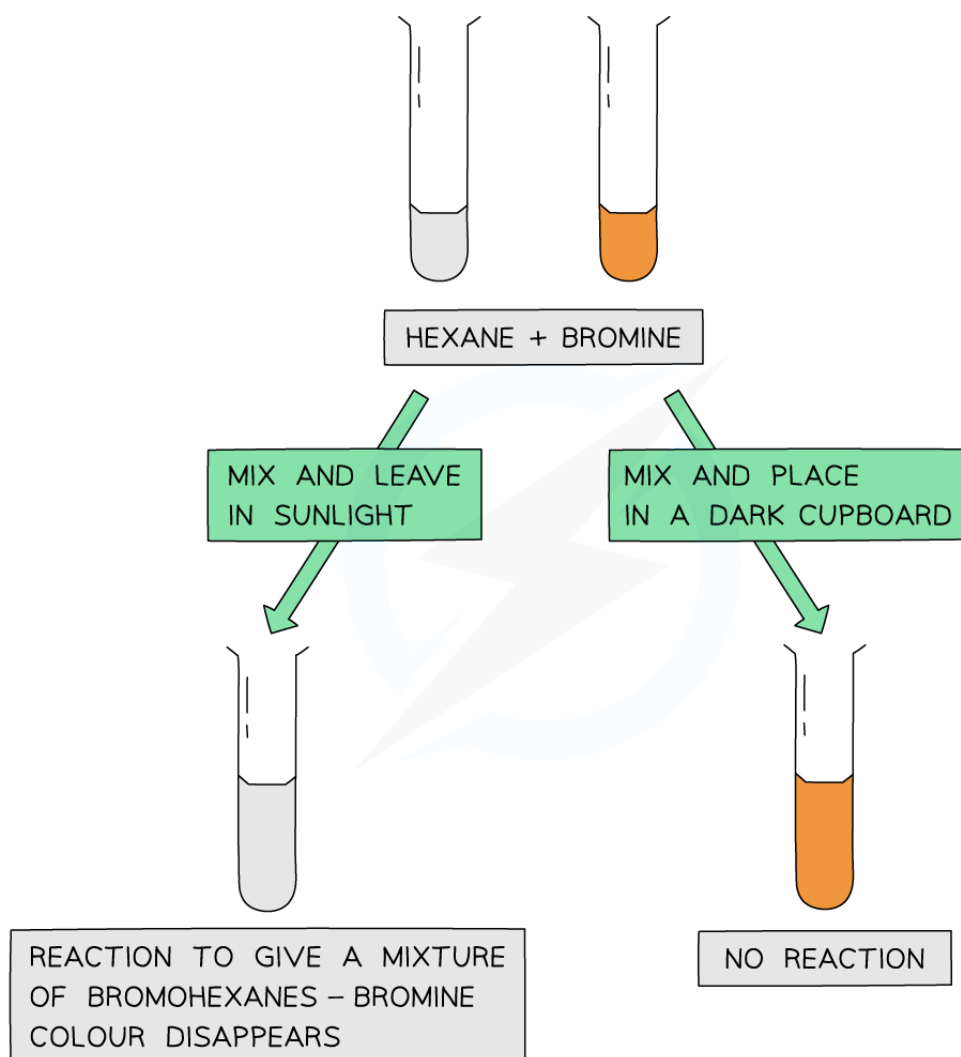 HEXANE + BROMINE
MIX AND LEAVE
IN SUNLIGHT
MIX AND PLACE
IN A DARK CUPBOARD
REACTION TO GIVE A MIXTURE
OF BROMOHEXANES – BROMINE
COLOUR DISAPPEARS
NO REACTION